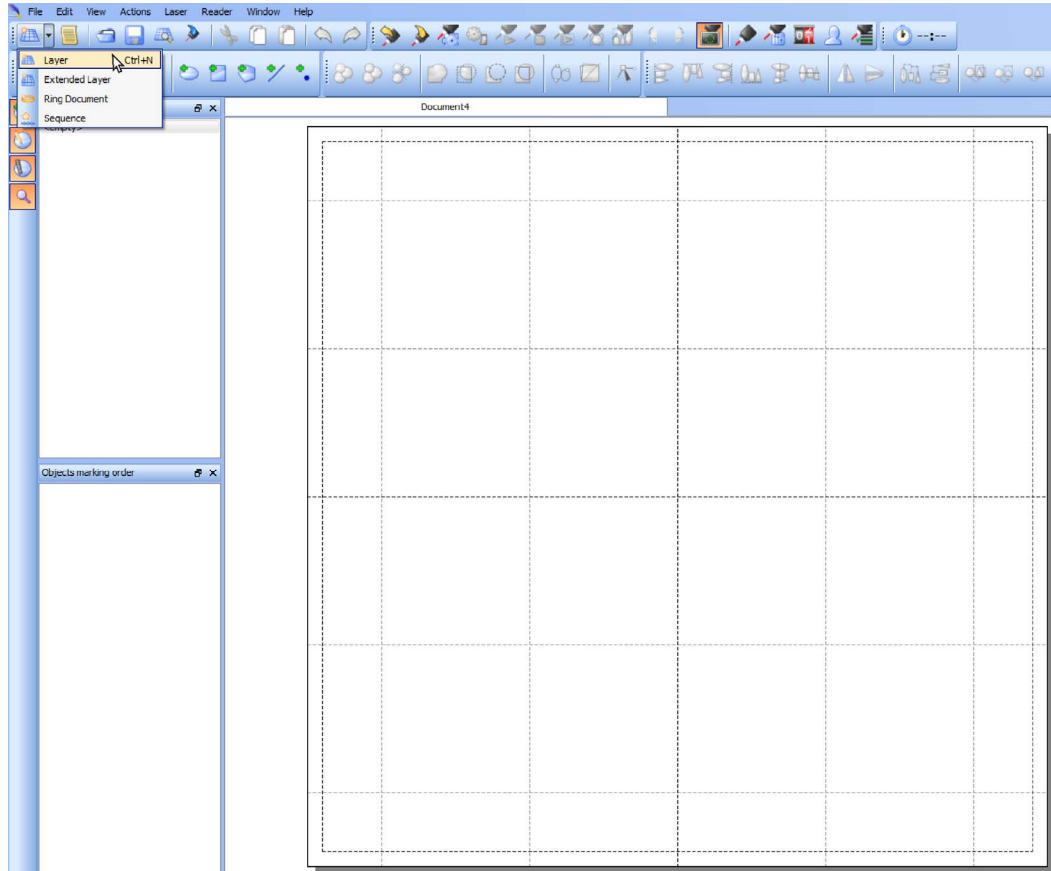 File Edit View Actions Laser Reader Window Help
--:--
Layer Ctrl+N
Extended Layer
Ring Document
Sequence
<empty>
Document4
Objects marking order